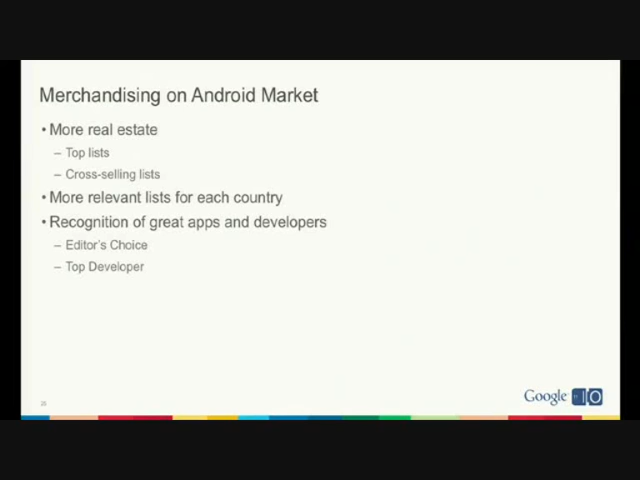 Merchandising on Android Market
• More real estate
– Top lists
– Cross-selling lists
• More relevant lists for each country
• Recognition of great apps and developers
– Editor's Choice
– Top Developer
Google IO